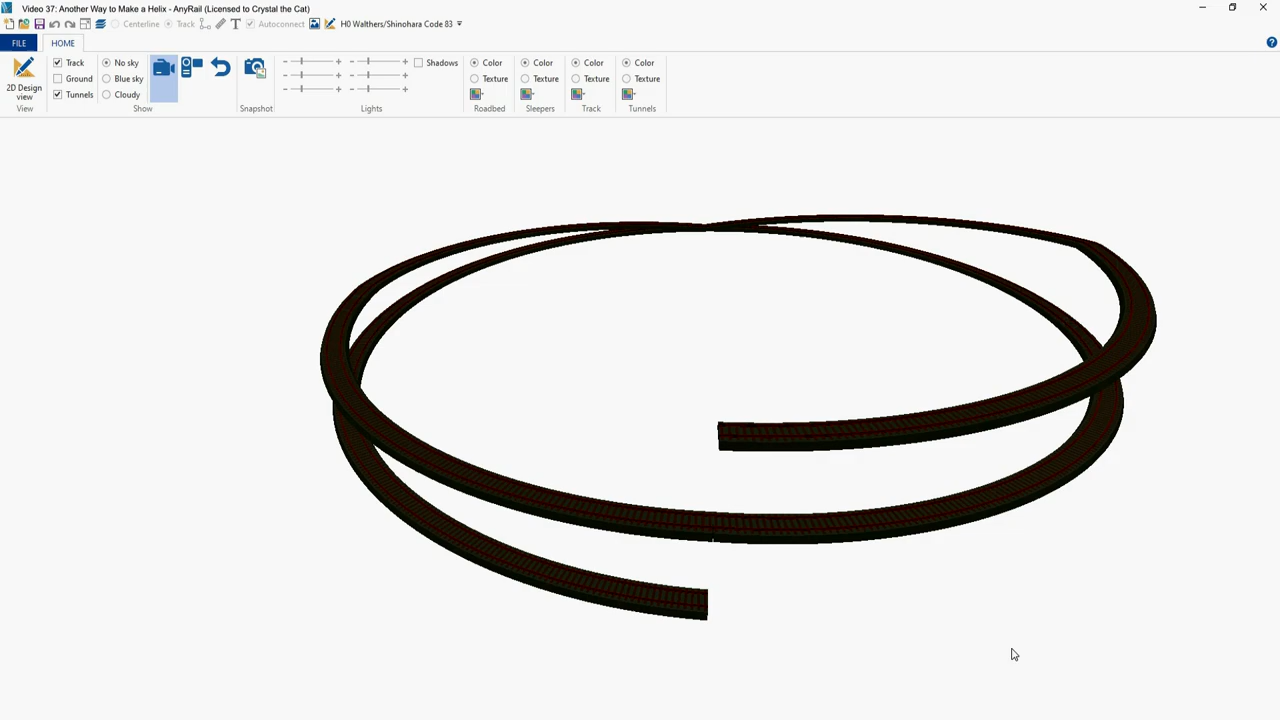 Video 37: Another Way to Make a Helix - AnyRail (Licensed to Crystal the Cat)
Centerline Track T Autoconnect H0 Walthers/Shinohara Code 83
FILE HOME ?
Track No sky Shadows Color Color Color Color
Ground Blue sky Texture Texture Texture Texture
2D Design
view
Tunnels Cloudy
View Show Snapshot Lights Roadbed Sleepers Track Tunnels